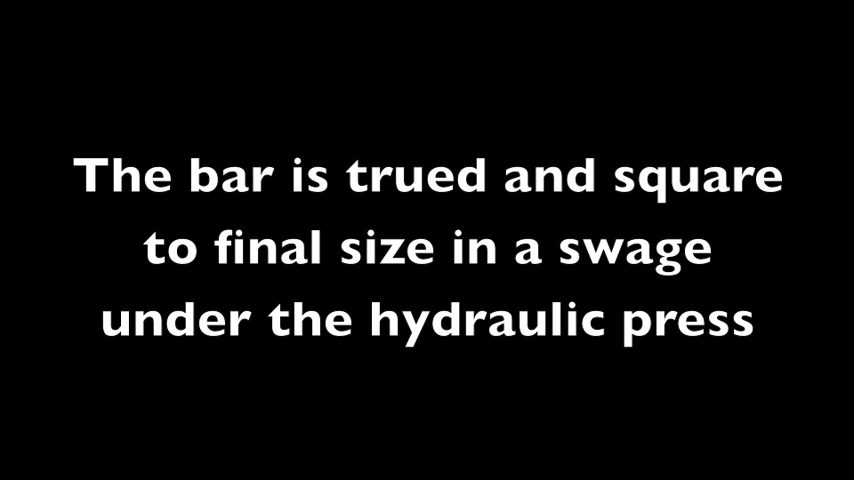 The bar is trued and square
to final size in a swage
under the hydraulic press